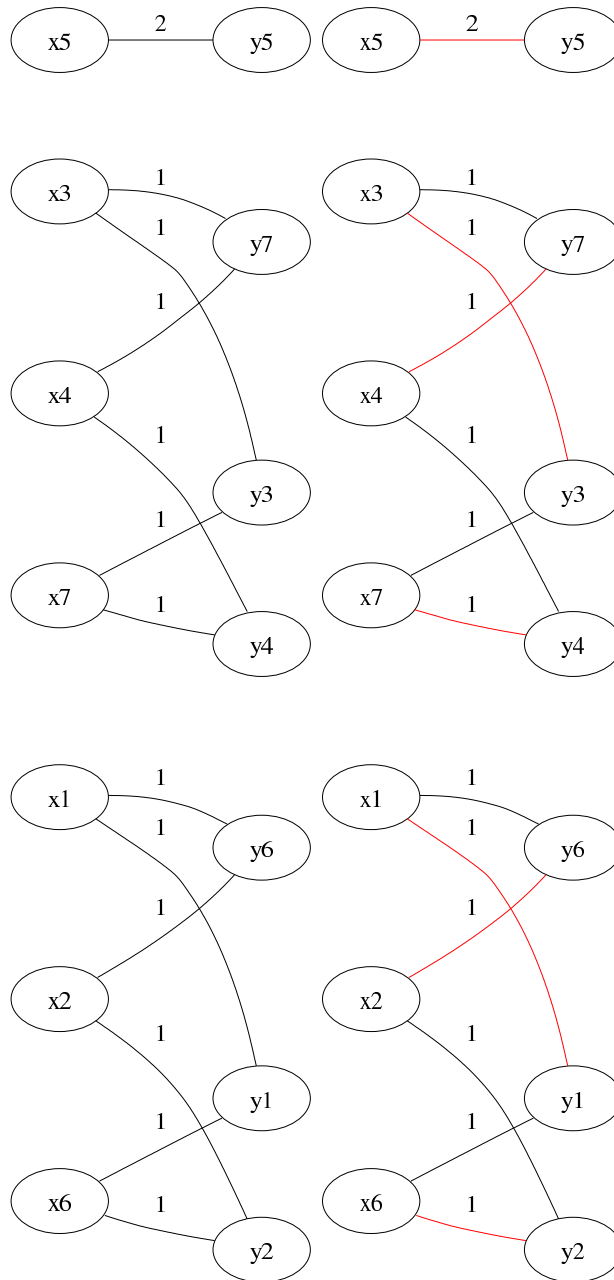 x5 2 y5 x5 2 y5
x3 1 x3 1
1 y7 1 y7
1 1
x4 x4
1 1
y3 y3
1 1
x7 1 x7 1
y4 y4
x1 1 x1 1
1 y6 1 y6
1 1
x2 x2
1 1
y1 y1
1 1
x6 1 x6 1
y2 y2